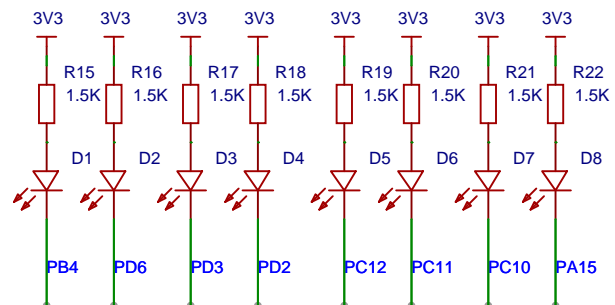 3V3 3V3 3V3 3V3 3V3 3V3 3V3 3V3
R15 R16 R17 R18 R19 R20 R21 R22
1.5K 1.5K 1.5K 1.5K 1.5K 1.5K 1.5K 1.5K
D1 D2 D3 D4 D5 D6 D7 D8
PB4 PD6 PD3 PD2 PC12 PC11 PC10 PA15